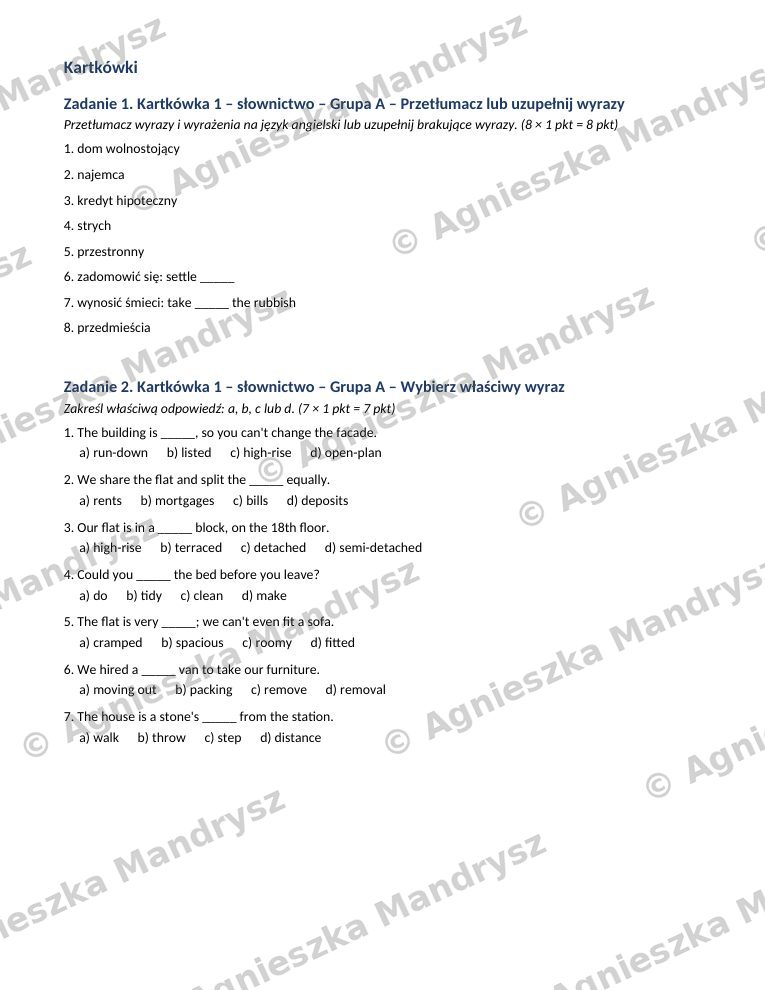 Kartkówki
Zadanie 1. Kartkówka 1 – słownictwo – Grupa A – Przetłumacz lub uzupełnij wyrazy
Przetłumacz wyrazy i wyrażenia na język angielski lub uzupełnij brakujące wyrazy. (8 × 1 pkt = 8 pkt)
1. dom wolnostojący
2. najemca
3. kredyt hipoteczny
4. strych
5. przestronny
6. zadomowić się: settle _____
7. wynosić śmieci: take _____ the rubbish
8. przedmieścia
Zadanie 2. Kartkówka 1 – słownictwo – Grupa A – Wybierz właściwy wyraz
Zakreśl właściwą odpowiedź: a, b, c lub d. (7 × 1 pkt = 7 pkt)
1. The building is _____, so you can't change the facade.
a) run-down b) listed c) high-rise d) open-plan
2. We share the flat and split the _____ equally.
a) rents b) mortgages c) bills d) deposits
3. Our flat is in a _____ block, on the 18th floor.
a) high-rise b) terraced c) detached d) semi-detached
4. Could you _____ the bed before you leave?
a) do b) tidy c) clean d) make
5. The flat is very _____; we can't even fit a sofa.
a) cramped b) spacious c) roomy d) fitted
6. We hired a _____ van to take our furniture.
a) moving out b) packing c) remove d) removal
7. The house is a stone's _____ from the station.
a) walk b) throw c) step d) distance
© Agnieszka Mandrysz